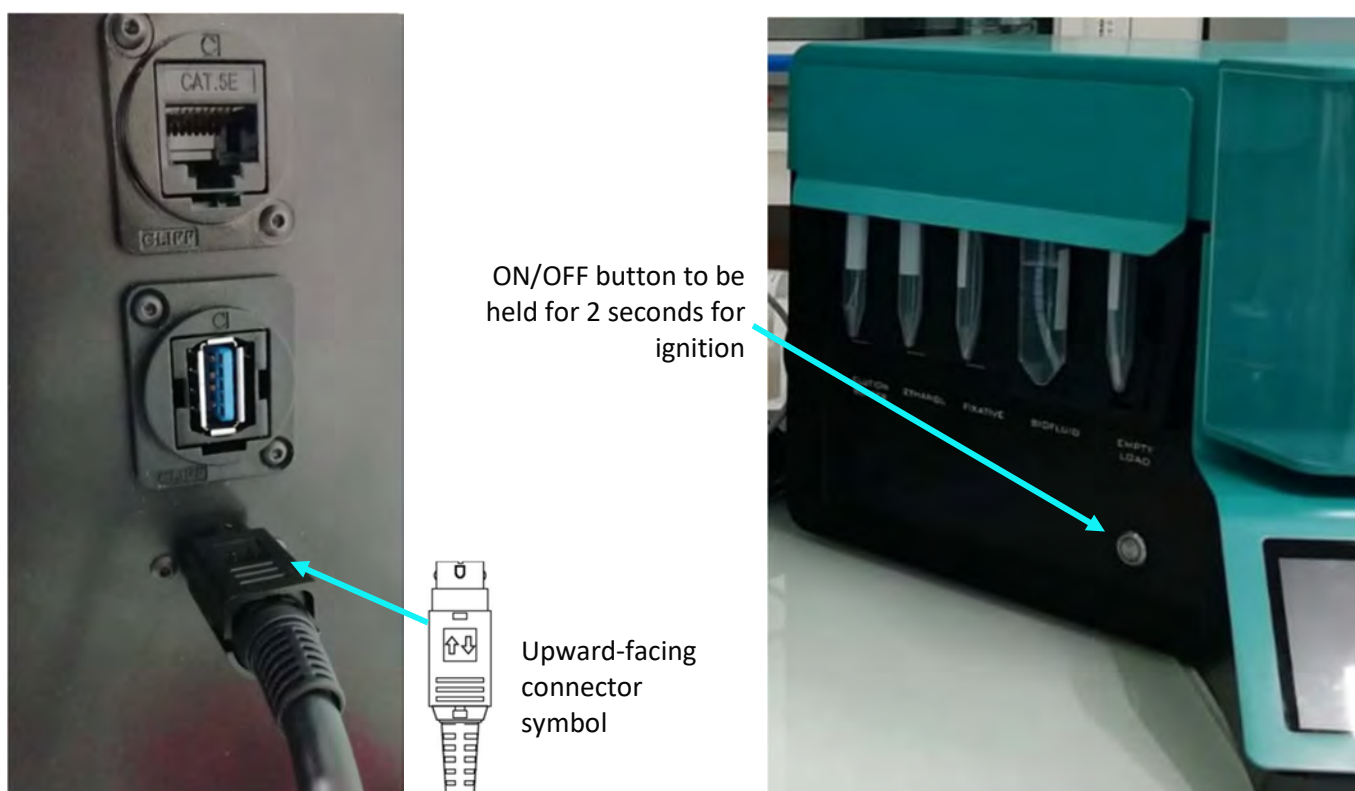 CAT.5E
CLIFF
ON/OFF button to be
held for 2 seconds for
ignition
ETHANOL
FIXATIVE
BIOFLUID
EMPTY
LOAD
Upward-facing
connector
symbol